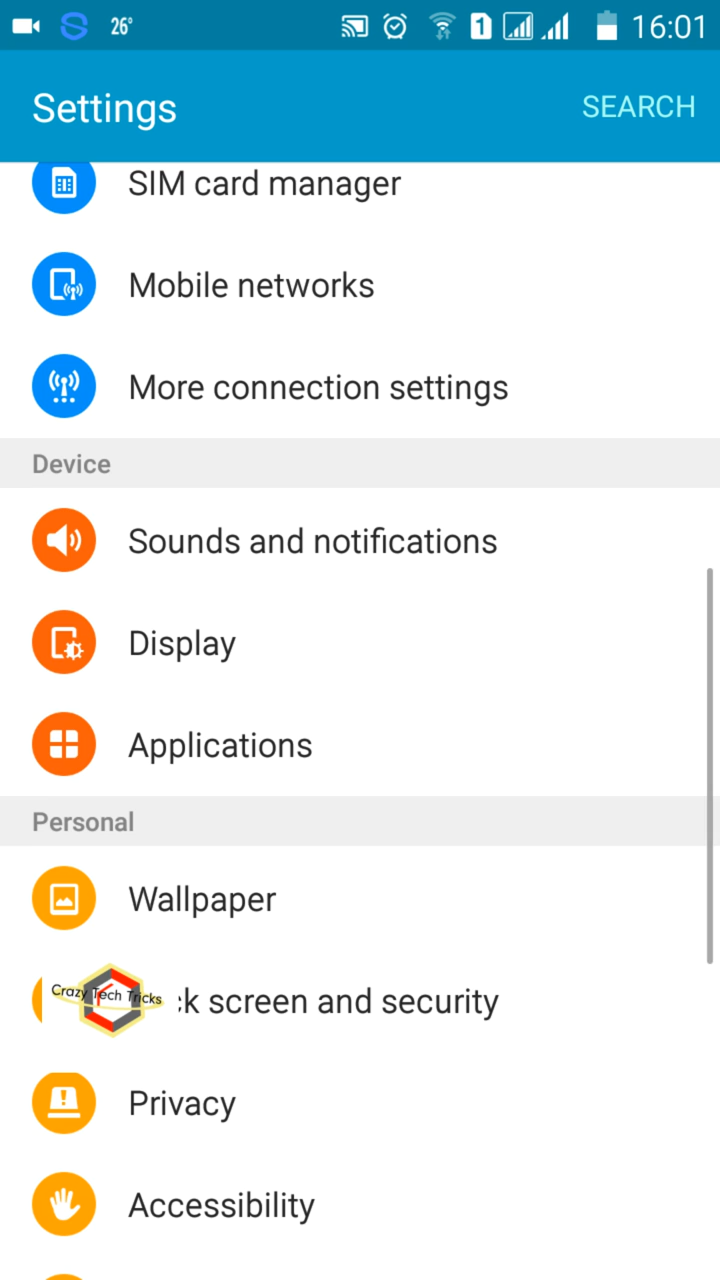 26°
1
16:01
Settings
SEARCH
SIM card manager
Mobile networks
More connection settings
Device
Sounds and notifications
Display
Applications
Personal
Wallpaper
Crazy Tech Tricks
k screen and security
Privacy
Accessibility